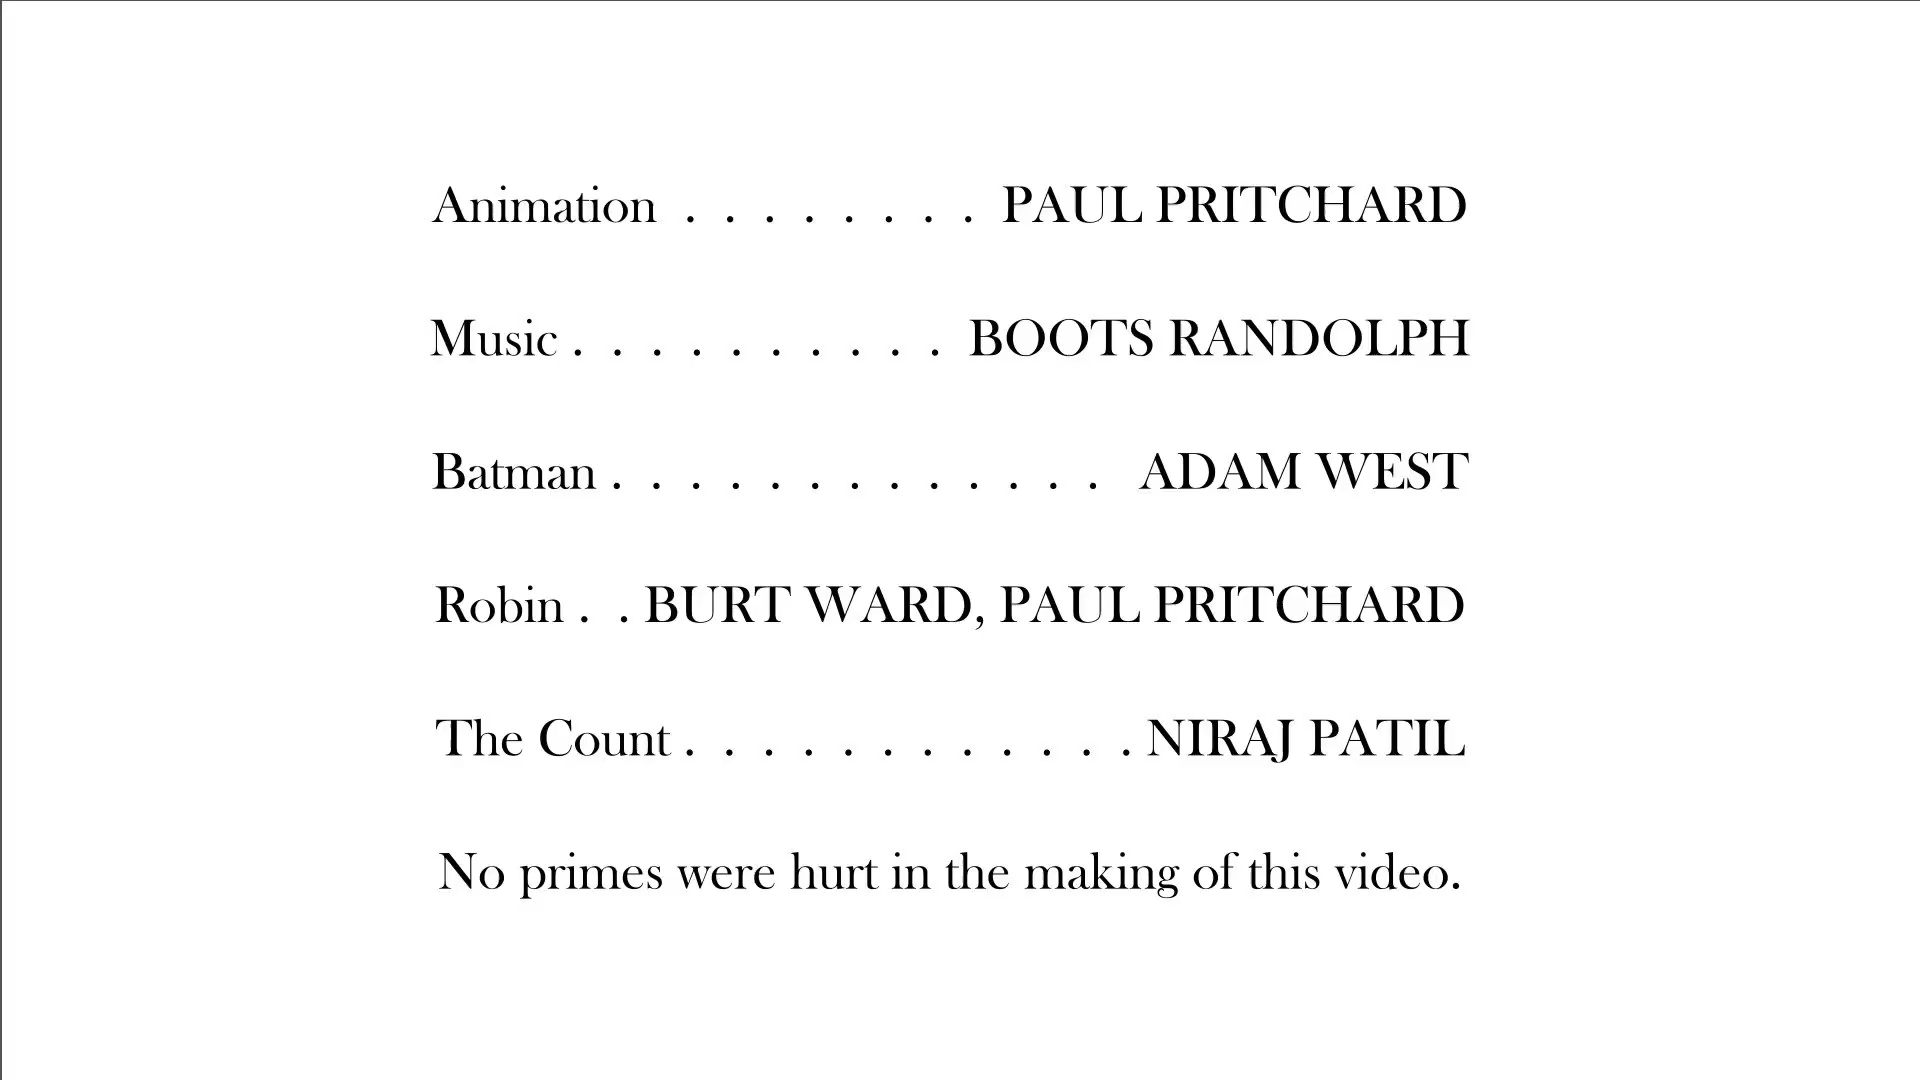 Animation . . . . . . . . PAUL PRITCHARD
Music . . . . . . . . . . BOOTS RANDOLPH
Batman . . . . . . . . . . . . . ADAM WEST
Robin . . BURT WARD, PAUL PRITCHARD
The Count . . . . . . . . . . . . NIRAJ PATIL
No primes were hurt in the making of this video.